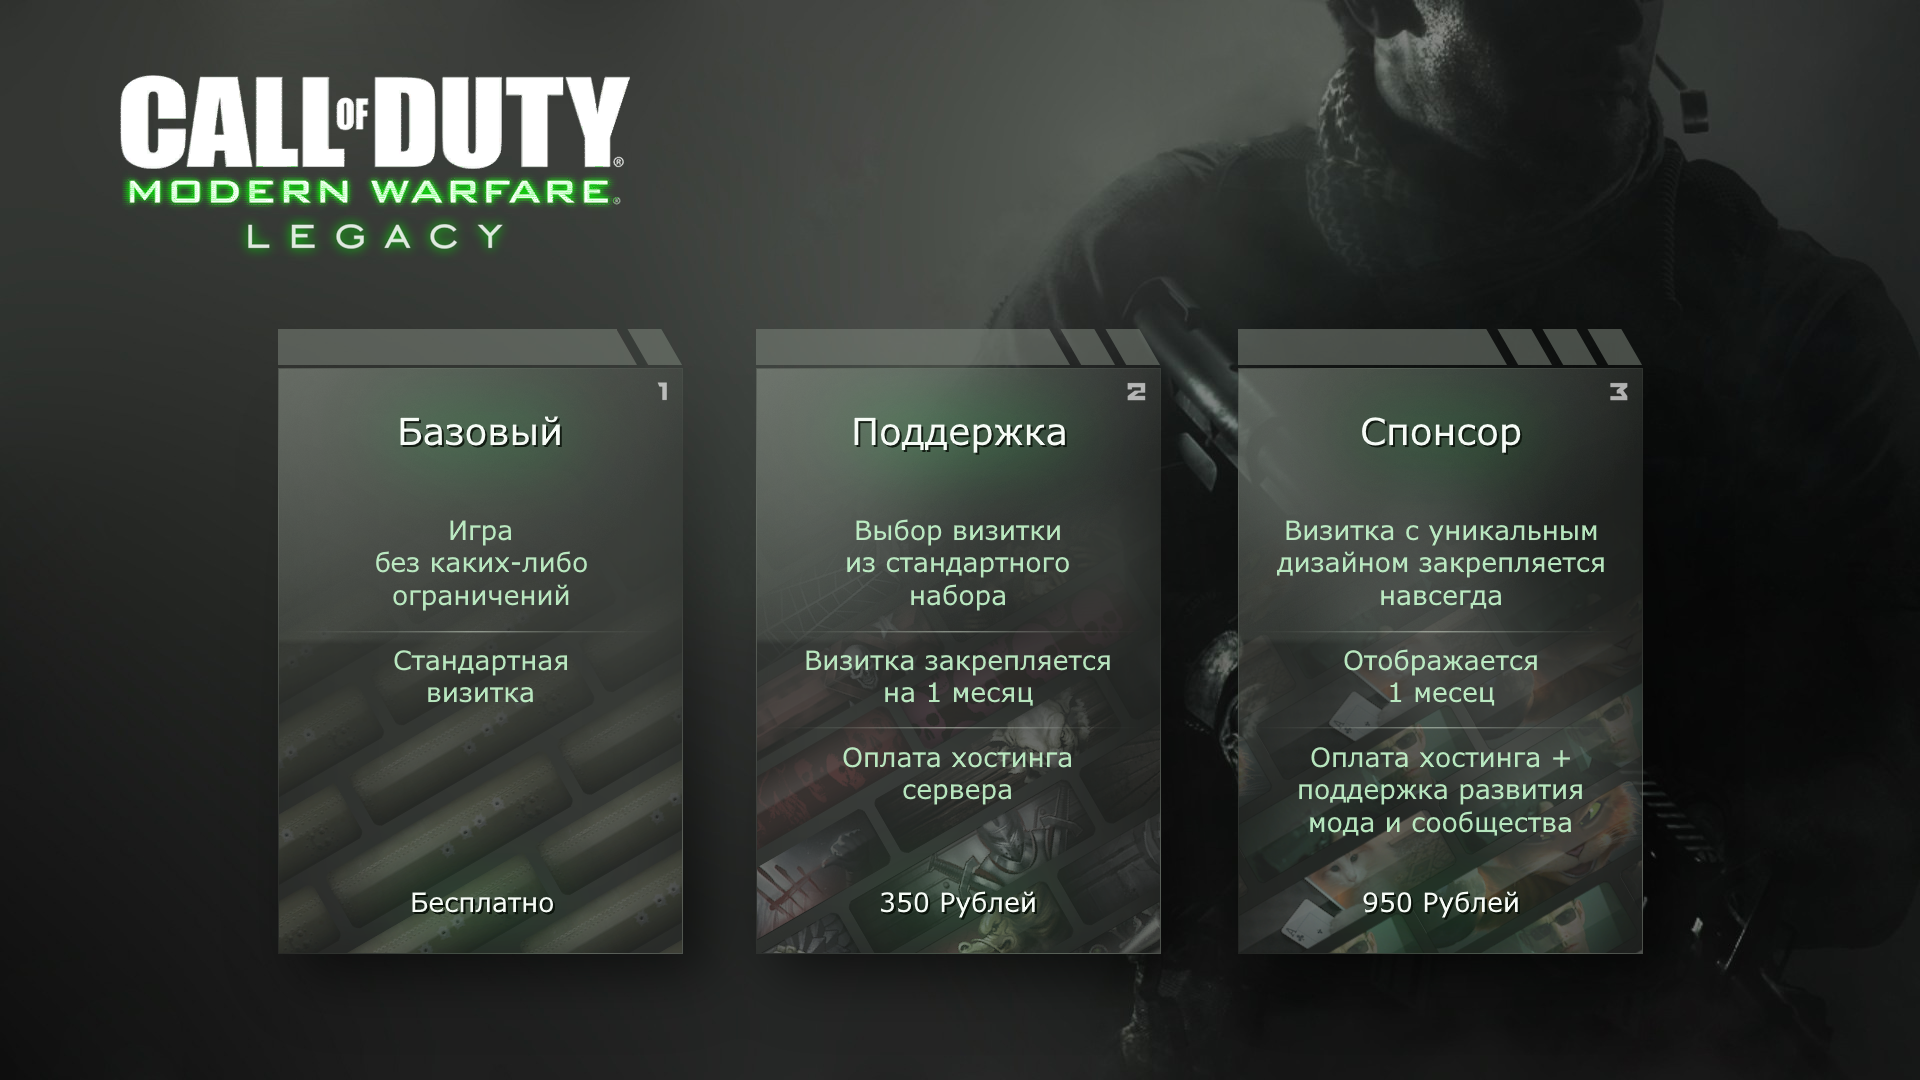 CALL OF DUTY®
MODERN WARFARE®
LEGACY
1
Базовый
Игра
без каких-либо
ограничений
Стандартная
визитка
Бесплатно
2
Поддержка
Выбор визитки
из стандартного
набора
Визитка закрепляется
на 1 месяц
Оплата хостинга
сервера
350 Рублей
3
Спонсор
Визитка с уникальным
дизайном закрепляется
навсегда
Отображается
1 месец
Оплата хостинга +
поддержка развития
мода и сообщества
950 Рублей